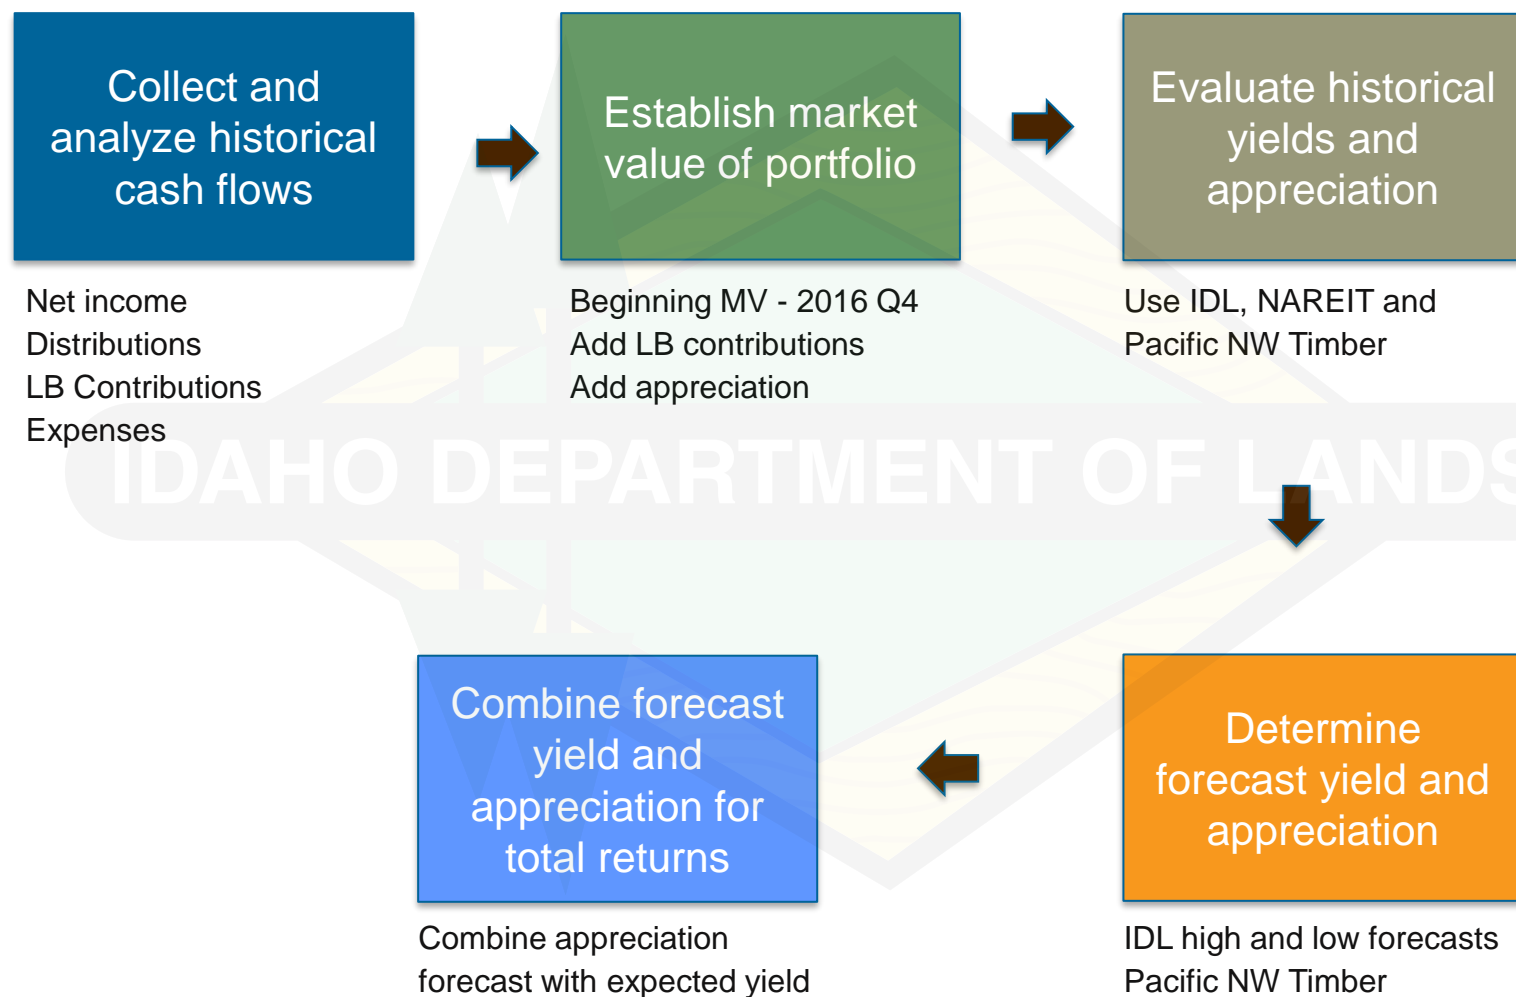 Collect and
analyze historical
cash flows
Net income
Distributions
LB Contributions
Expenses
Establish market
value of portfolio
Beginning MV - 2016 Q4
Add LB contributions
Add appreciation
Evaluate historical
yields and
appreciation
Use IDL, NAREIT and
Pacific NW Timber
IDAHO DEPARTMENT OF LANDS
Determine
forecast yield and
appreciation
IDL high and low forecasts
Pacific NW Timber
Combine forecast
yield and
appreciation for
total returns
Combine appreciation
forecast with expected yield